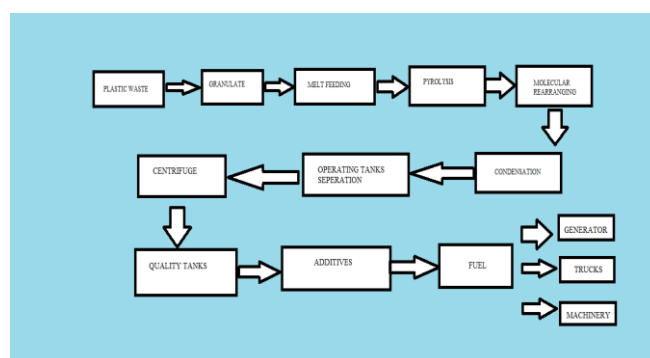 PLASTIC WASTE
GRANULATE
MELT FEEDING
PYROLYSIS
MOLECULAR
REARRANGING
CENTRIFUGE
OPERATING TANKS
SEPERATION
CONDENSATION
QUALITY TANKS
ADDITIVES
FUEL
GENERATOR
TRUCKS
MACHINERY